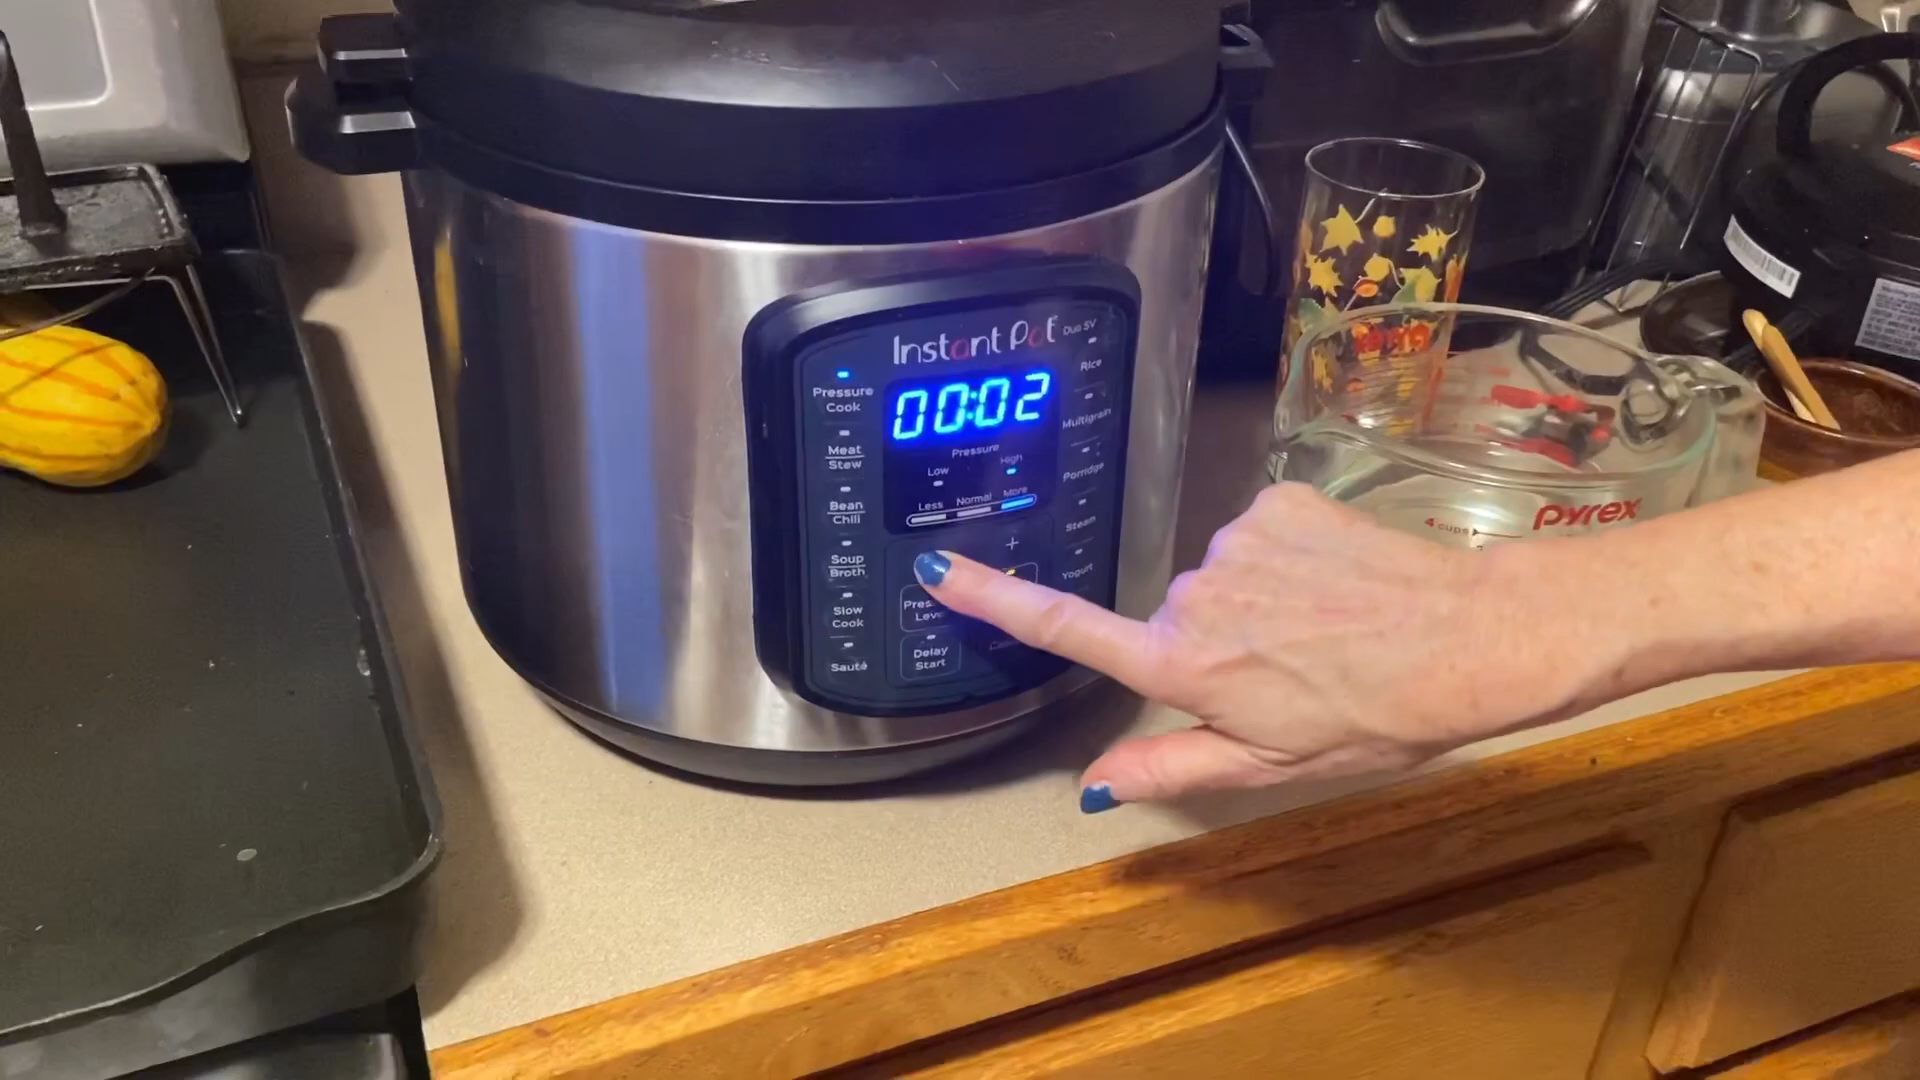 Instant Pot
Duo SV
Pressure
Cook
00:02
Rice
Meat
Stew
Pressure
Low
High
Multigrain
Bean
Chili
Less
Normal
More
Porridge
Soup
Broth
+
Steam
Slow
Cook
Yogurt
Sauté
Delay
Start
4 cups
PYREX